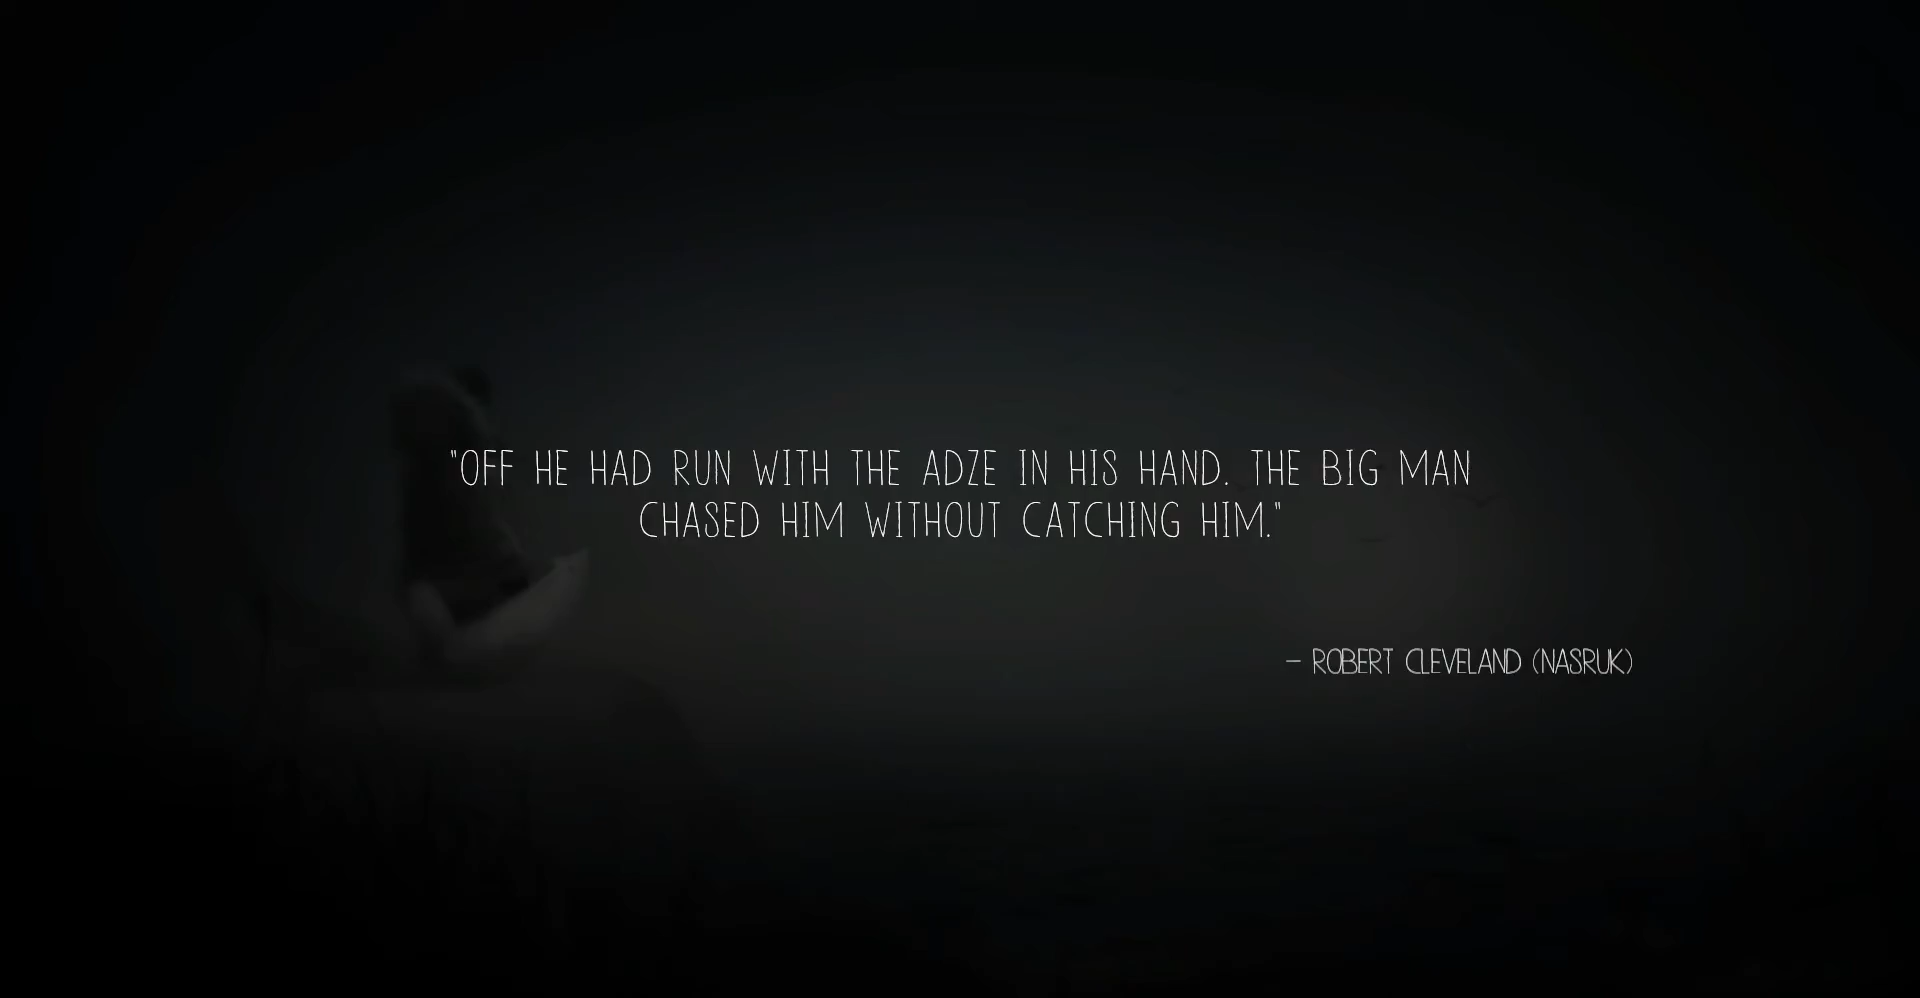 "OFF HE HAD RUN WITH THE ADZE IN HIS HAND. THE BIG MAN
CHASED HIM WITHOUT CATCHING HIM."
– ROBERT CLEVELAND (NASRUK)